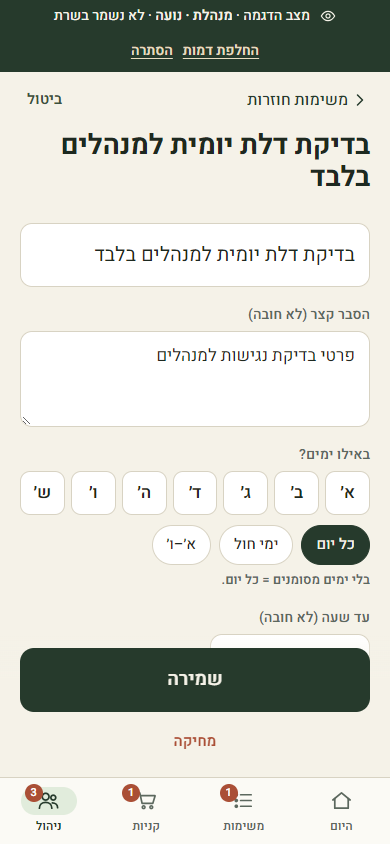 מצב הדגמה · מנהלת · נועה · לא נשמר בשרת
החלפת דמות הסתרה
משימות חוזרות
ביטול
בדיקת דלת יומית למנהלים
בלבד
בדיקת דלת יומית למנהלים בלבד
הסבר קצר (לא חובה)
פרטי בדיקת נגישות למנהלים
באילו ימים?
א׳ ב׳ ג׳ ד׳ ה׳ ו׳ ש׳
כל יום ימי חול א׳–ו׳
בלי ימים מסומנים = כל יום.
עד שעה (לא חובה)
שמירה
מחיקה
1 1 3
היום משימות קניות ניהול